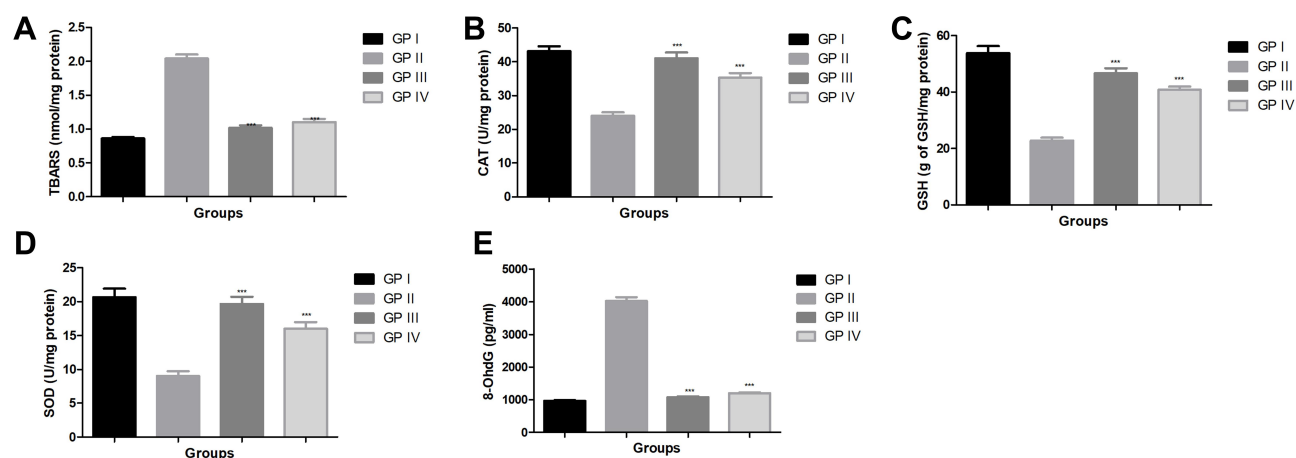 A
TBARS (nmol/mg protein)
2.5
2.0
1.5
1.0
0.5
0.0
***
***
Groups
GP I
GP II
GP III
GP IV
B
CAT (U/mg protein)
50
40
30
20
10
0
***
***
Groups
GP I
GP II
GP III
GP IV
C
GSH (g of GSH/mg protein)
60
40
20
0
***
***
Groups
GP I
GP II
GP III
GP IV
D
SOD (U/mg protein)
25
20
15
10
5
0
***
***
Groups
GP I
GP II
GP III
GP IV
E
8-OhdG (pg/ml)
5000
4000
3000
2000
1000
0
***
***
Groups
GP I
GP II
GP III
GP IV